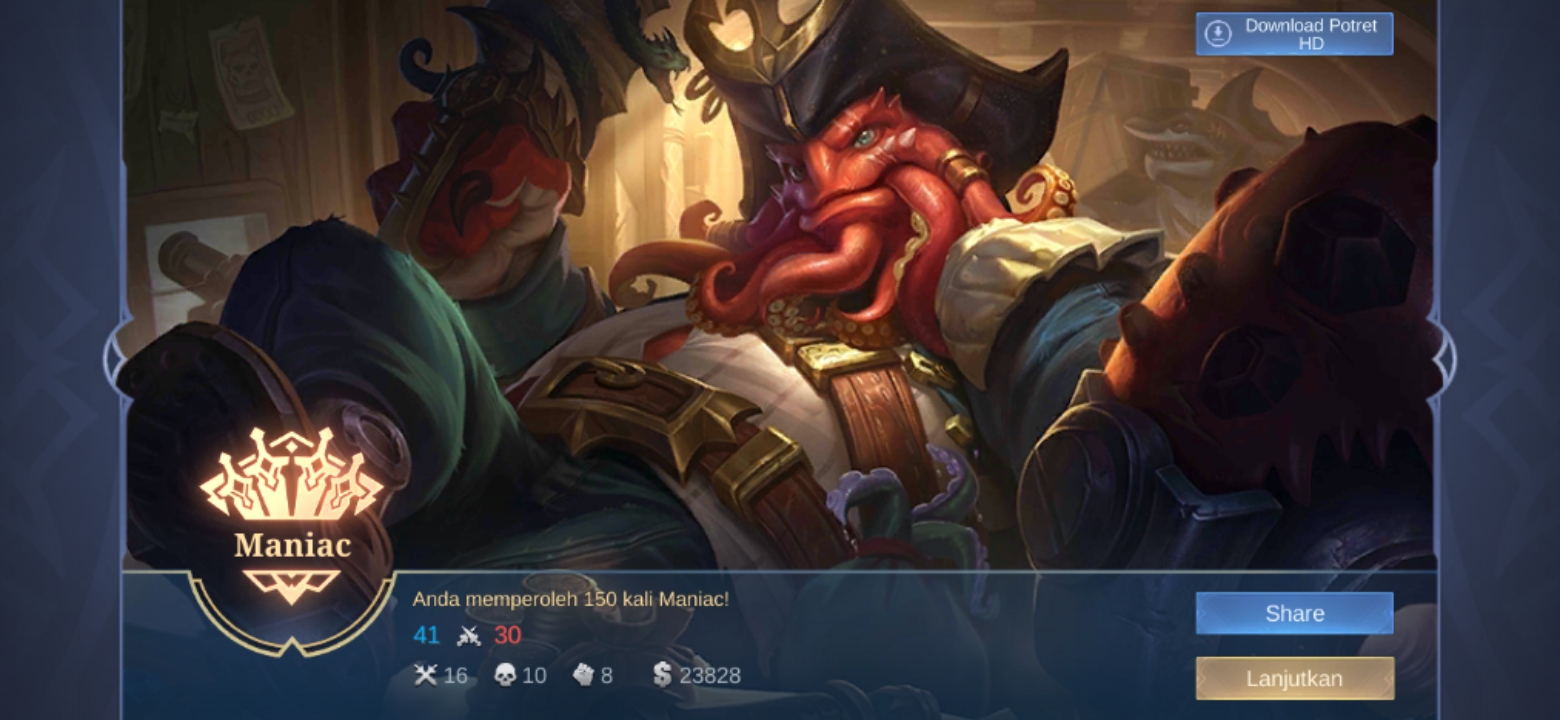 Download Potret
HD
Maniac
Anda memperoleh 150 kali Maniac!
41 30
16 10 8 $ 23828
Share
Lanjutkan